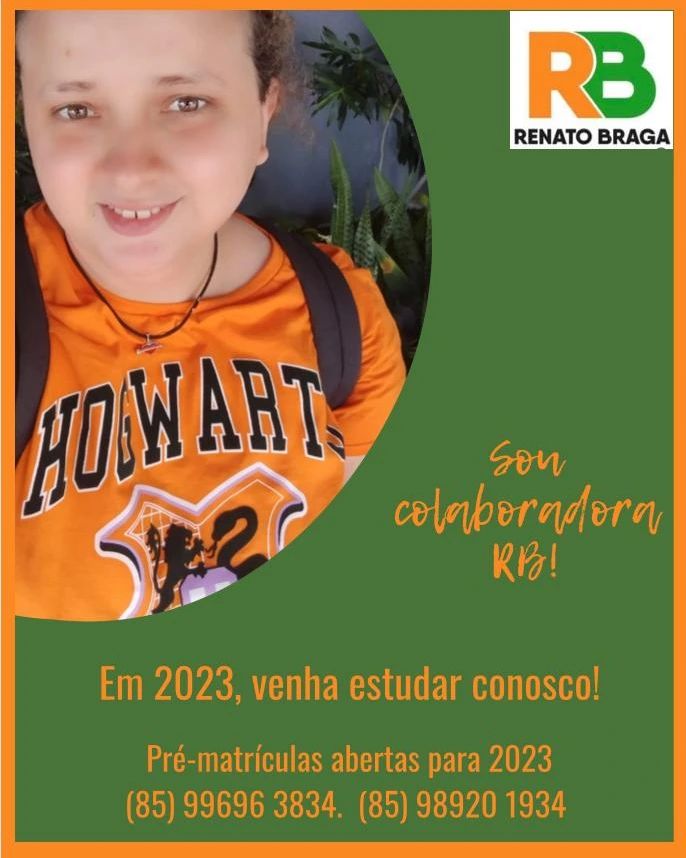 RB
RENATO BRAGA
HOGWARTS
Sou
colaboradora
RB!
Em 2023, venha estudar conosco!
Pré-matrículas abertas para 2023
(85) 99696 3834.  (85) 98920 1934